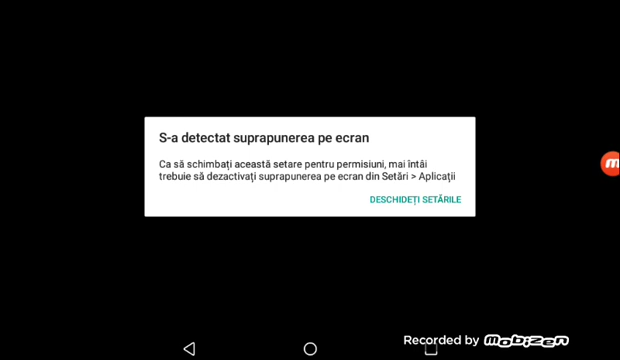 S-a detectat suprapunerea pe ecran
Ca să schimbați această setare pentru permisiuni, mai întâi
trebuie să dezactivați suprapunerea pe ecran din Setări > Aplicații
DESCHIDEȚI SETĂRILE
Recorded by mobizen